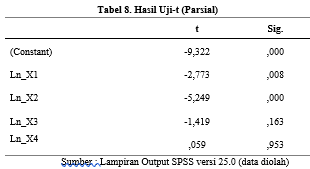 Tabel 8. Hasil Uji-t (Parsial)
t Sig.
(Constant) -9,322 ,000
Ln_X1 -2,773 ,008
Ln_X2 -5,249 ,000
Ln_X3 -1,419 ,163
Ln_X4 ,059 ,953
Sumber : Lampiran Output SPSS versi 25.0 (data diolah)